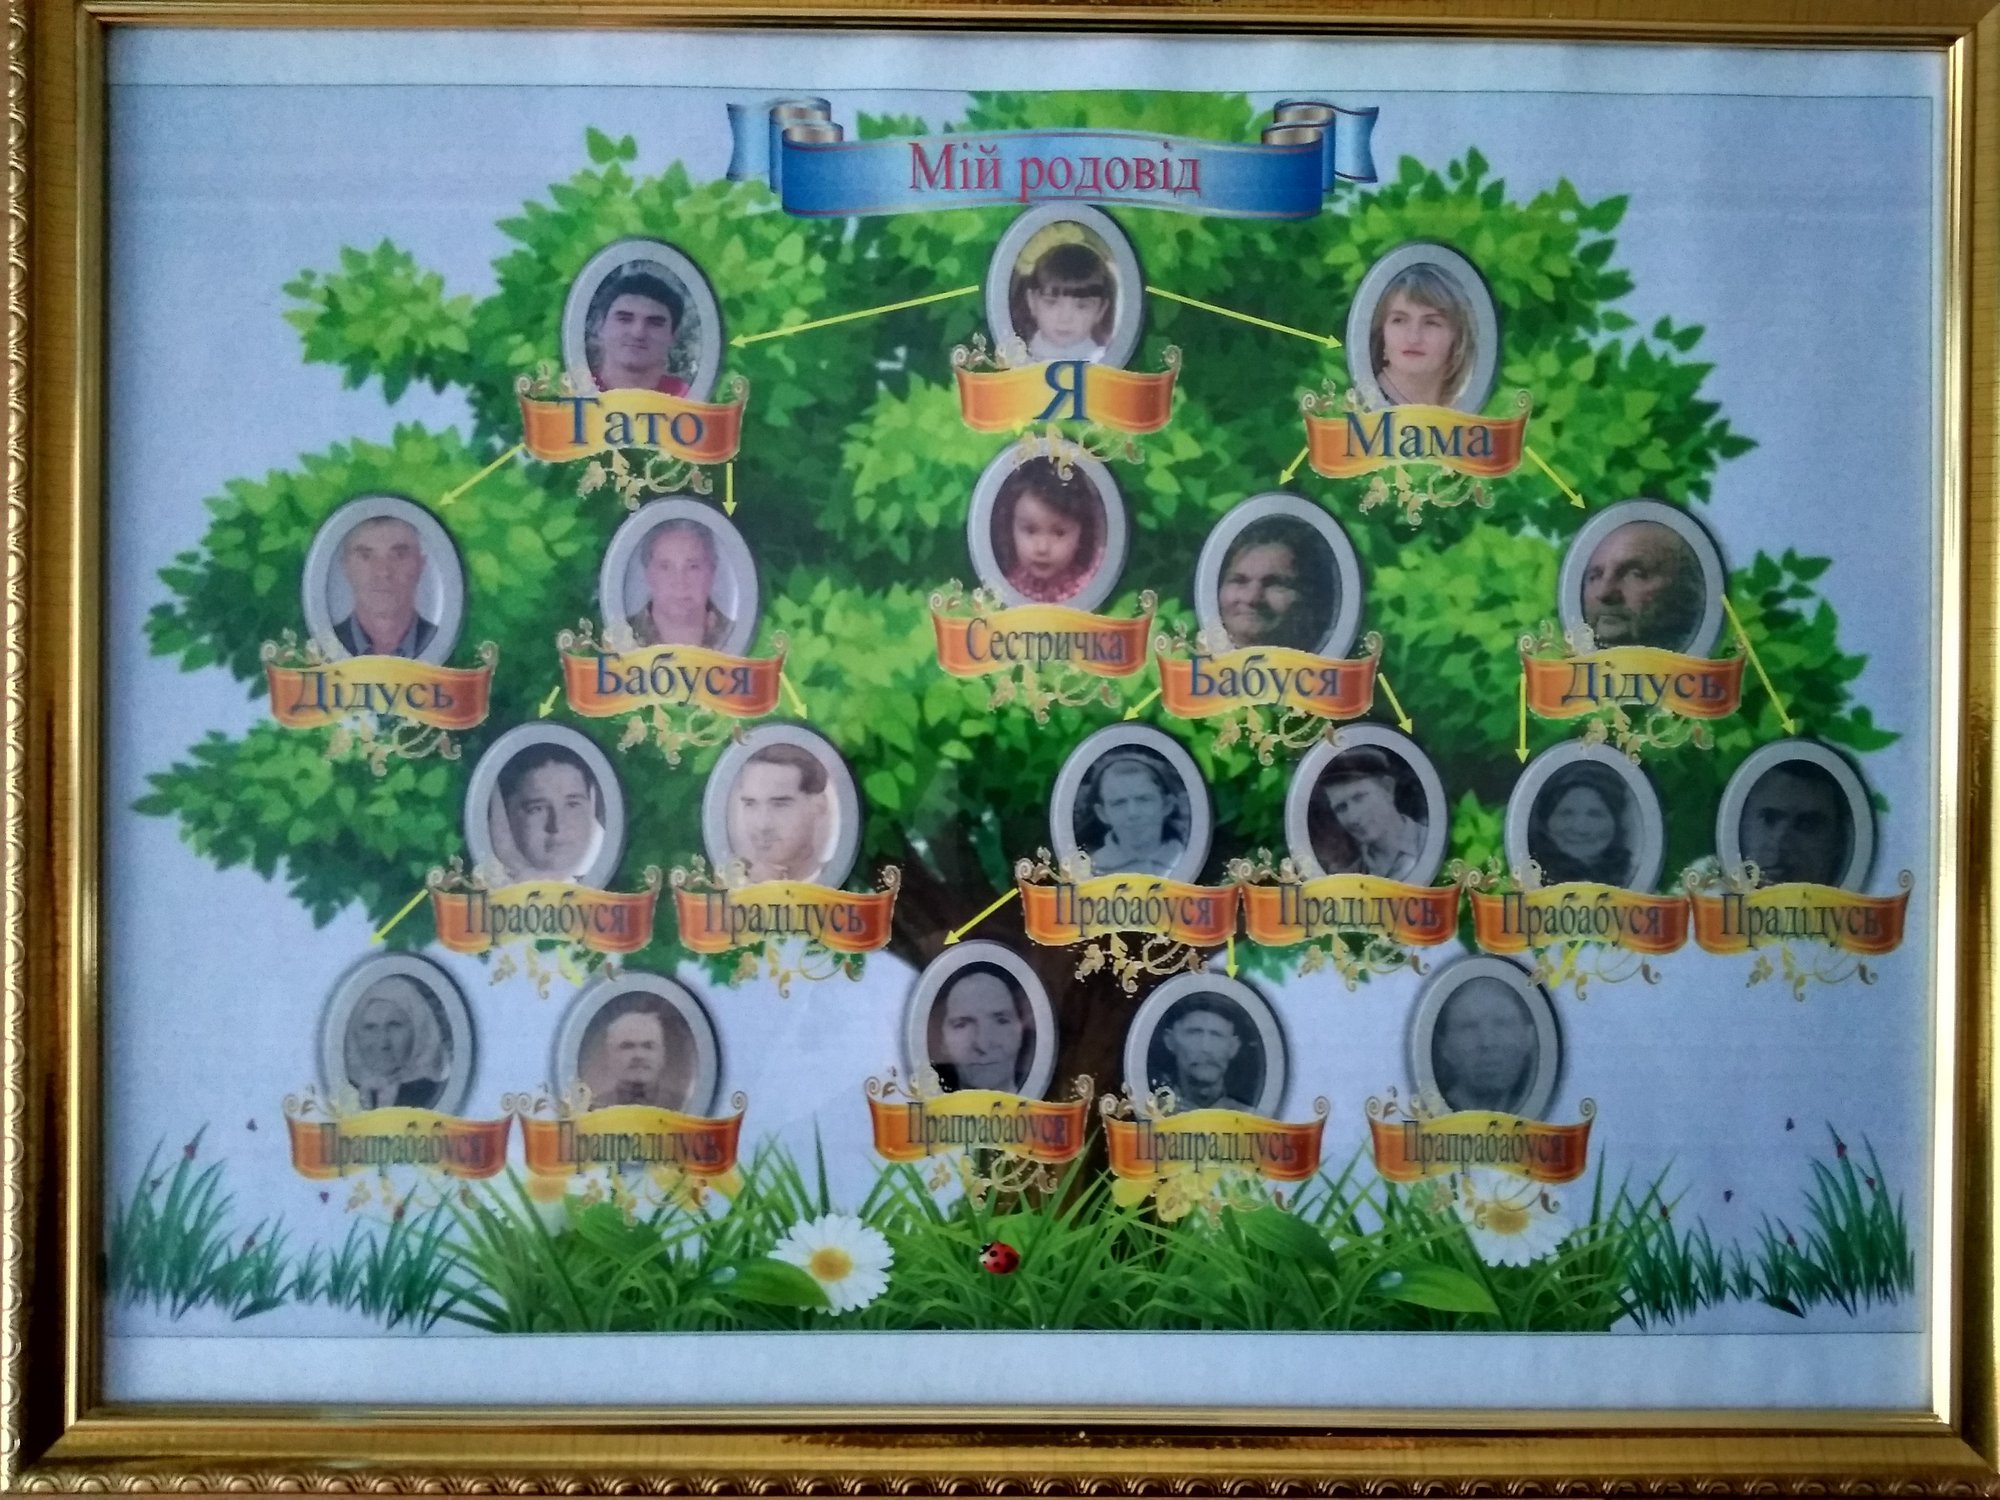 Мій родовід
Тато
Я
Мама
Дідусь
Бабуся
Сестричка
Бабуся
Дідусь
Прабабуся
Прадідусь
Прабабуся
Прадідусь
Прабабуся
Прадідусь
Прапрабабуся
Прапрадідусь
Прапрабабуся
Прапрадідусь
Прапрабабуся